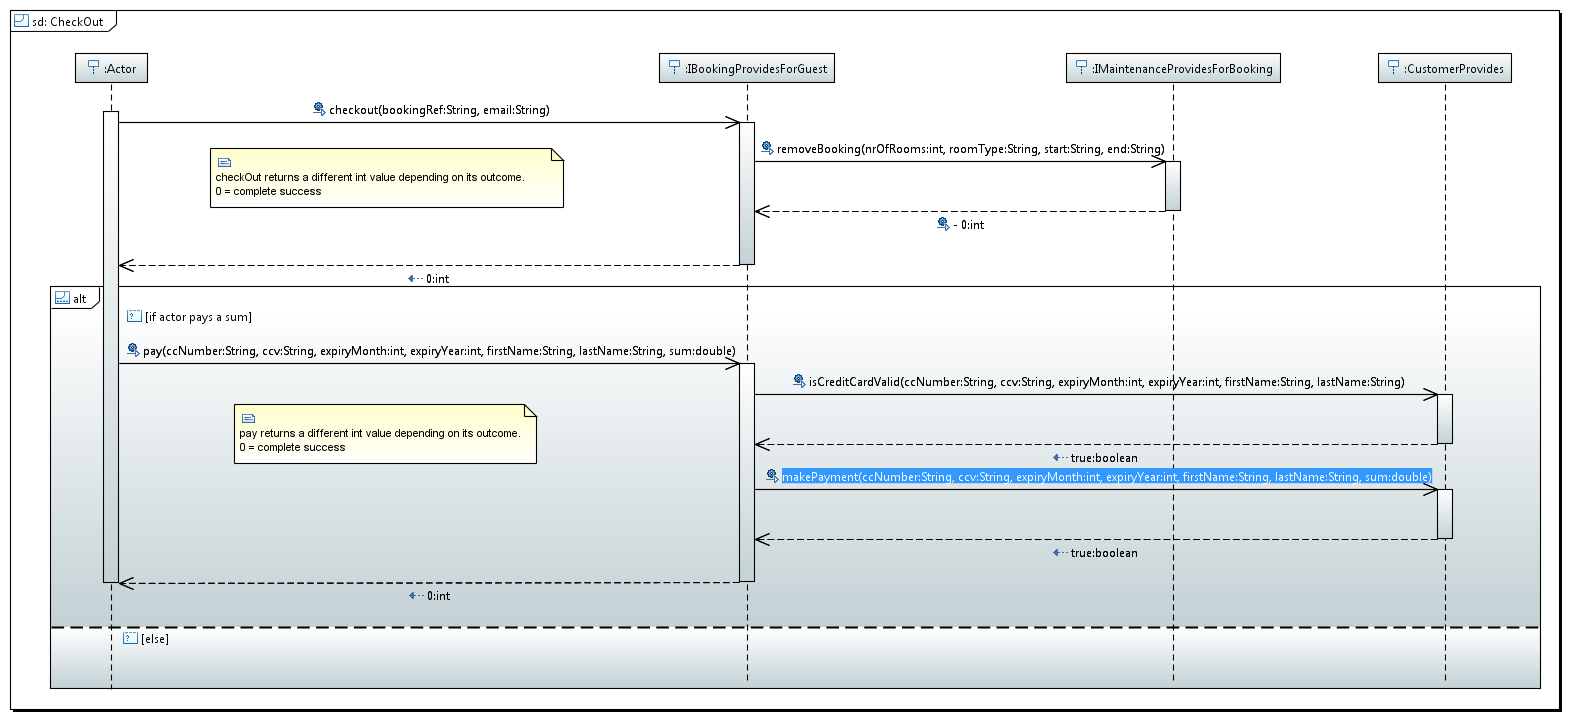 sd: CheckOut
:Actor
:IBookingProvidesForGuest
:IMaintenanceProvidesForBooking
:CustomerProvides
checkout(bookingRef:String, email:String)
removeBooking(nrOfRooms:int, roomType:String, start:String, end:String)
checkOut returns a different int value depending on its outcome.
0 = complete success
- 0:int
0:int
alt
[if actor pays a sum]
pay(ccNumber:String, ccv:String, expiryMonth:int, expiryYear:int, firstName:String, lastName:String, sum:double)
isCreditCardValid(ccNumber:String, ccv:String, expiryMonth:int, expiryYear:int, firstName:String, lastName:String)
pay returns a different int value depending on its outcome.
0 = complete success
true:boolean
makePayment(ccNumber:String, ccv:String, expiryMonth:int, expiryYear:int, firstName:String, lastName:String, sum:double)
true:boolean
0:int
[else]